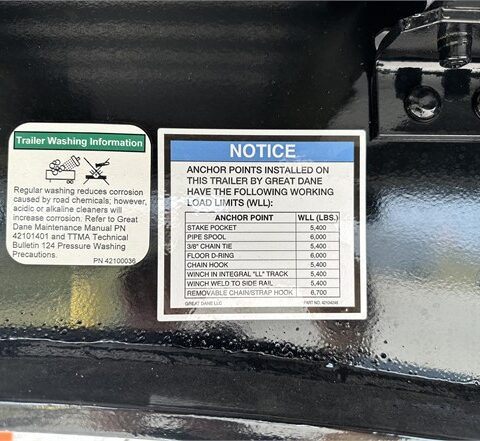 Trailer Washing Information
Regular washing reduces corrosion
caused by road chemicals; however,
acidic or alkaline cleaners will
increase corrosion. Refer to Great
Dane Maintenance Manual PN
42101401 and TTMA Technical
Bulletin 124 Pressure Washing
Precautions.
PN 42100036
NOTICE
ANCHOR POINTS INSTALLED ON
THIS TRAILER BY GREAT DANE
HAVE THE FOLLOWING WORKING
LOAD LIMITS (WLL):
ANCHOR POINT WLL (LBS.)
STAKE POCKET 5,400
PIPE SPOOL 6,000
3/8" CHAIN TIE 5,400
FLOOR D-RING 6,000
CHAIN HOOK 5,400
WINCH IN INTEGRAL "LL" TRACK 5,400
WINCH WELD TO SIDE RAIL 5,400
REMOVABLE CHAIN/STRAP HOOK 6,700
GREAT DANE LLC PART NO.